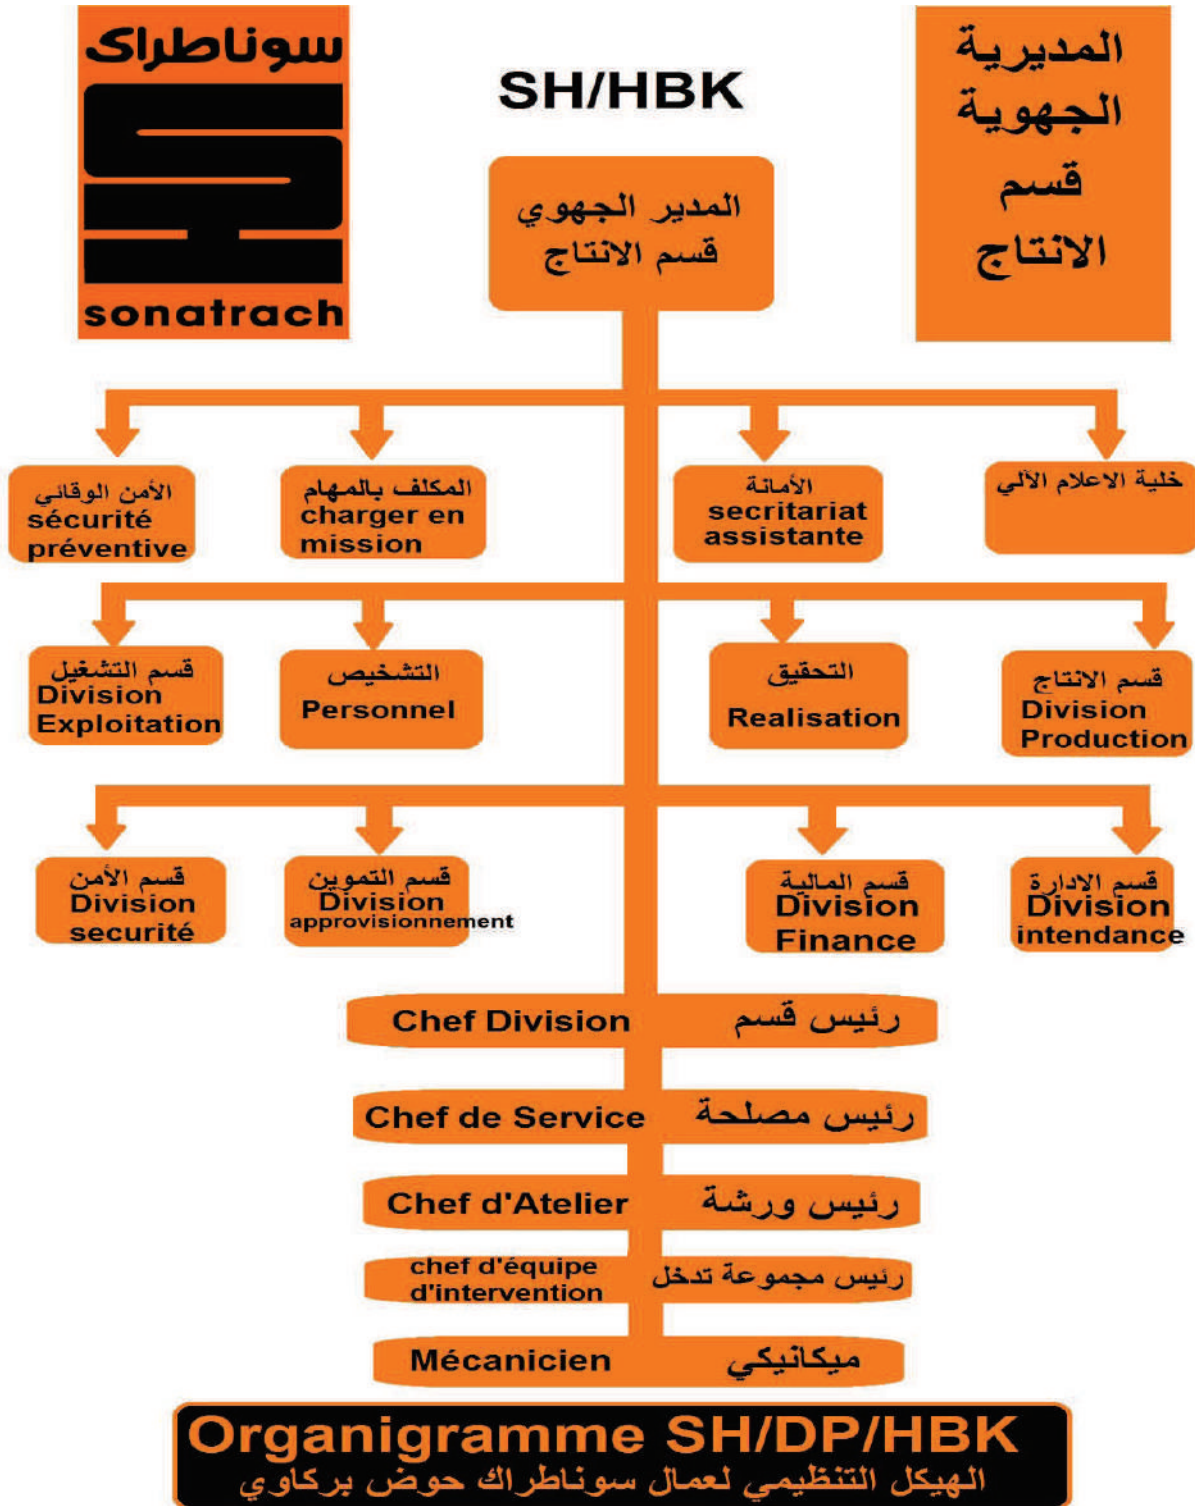 سوناطراك
sonatrach
SH/HBK
المديرية
الجهوية
قسم
الانتاج
المدير الجهوي
قسم الانتاج
الأمن الوقائي
sécurité
préventive
المكلف بالمهام
charger en
mission
الأمانة
secritariat
assistante
خلية الاعلام الآلي
قسم التشغيل
Division
Exploitation
التشخيص
Personnel
التحقيق
Realisation
قسم الانتاج
Division
Production
قسم الأمن
Division
securité
قسم التموين
Division
approvisionnement
قسم المالية
Division
Finance
قسم الادارة
Division
intendance
Chef Division رئيس قسم
Chef de Service رئيس مصلحة
Chef d'Atelier رئيس ورشة
chef d'équipe
d'intervention
رئيس مجموعة تدخل
Mécanicien ميكانيكي
Organigramme SH/DP/HBK
الهيكل التنظيمي لعمال سوناطراك حوض بركاوي